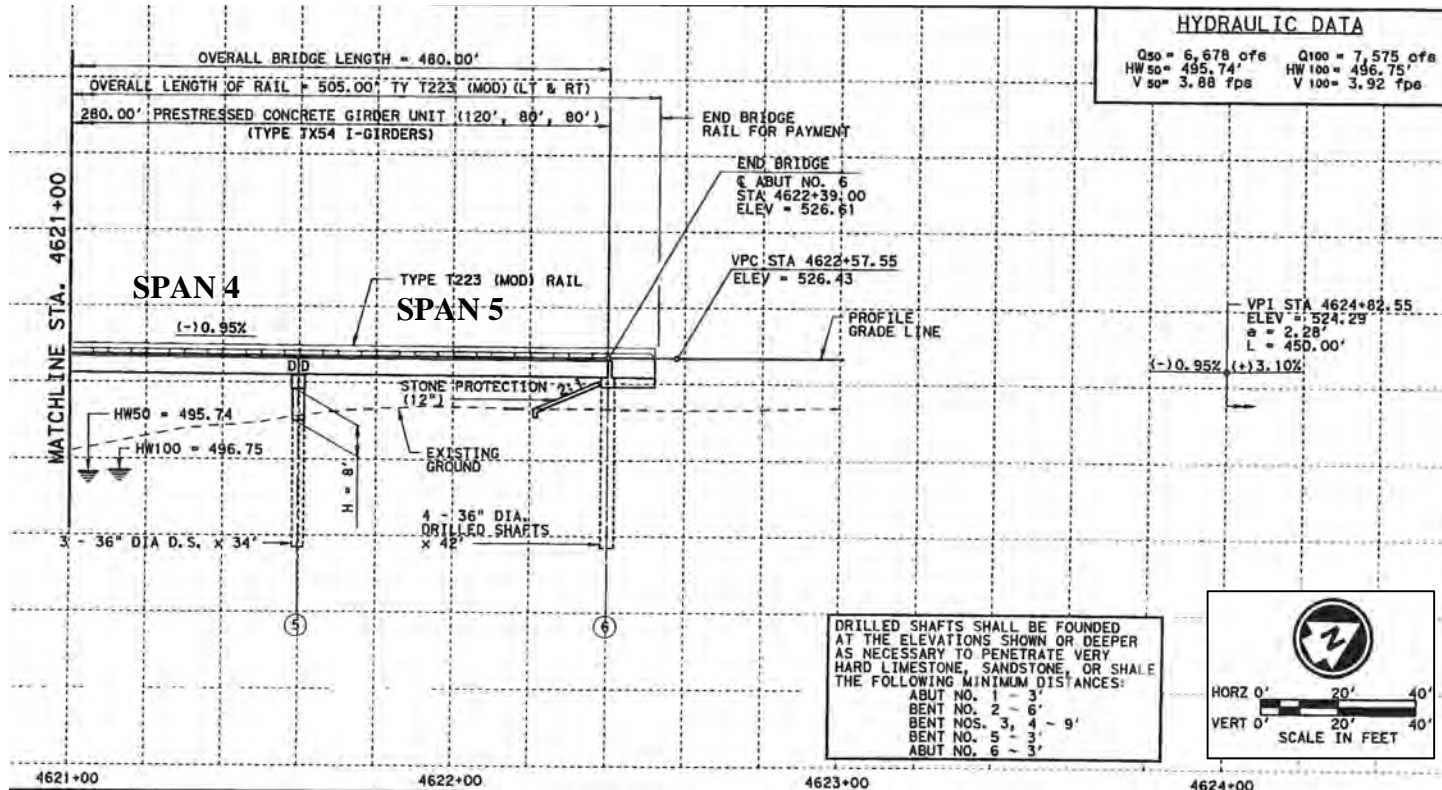 HYDRAULIC DATA
Q50 = 6,678 cfs Q100 = 7,575 cfs
HW 50 = 495.74' HW 100 = 496.75'
V 50 = 3.88 fps V 100 = 3.92 fps
OVERALL BRIDGE LENGTH = 480.00'
OVERALL LENGTH OF RAIL = 505.00' TY T223 (MOD) (LT & RT)
280.00' PRESTRESSED CONCRETE GIRDER UNIT (120', 80', 80')
(TYPE TX54 I-GIRDERS)
END BRIDGE
RAIL FOR PAYMENT
END BRIDGE
℄ ABUT NO. 6
STA 4622+39.00
ELEV = 526.61
MATCHLINE STA. 4621+00
VPC STA 4622+57.55
ELEV = 526.43
SPAN 4
TYPE T223 (MOD) RAIL
SPAN 5
(-)0.95%
PROFILE
GRADE LINE
VPI STA 4624+82.55
ELEV = 524.29
e = 2.28'
L = 450.00'
(-)0.95% (+)3.10%
D D
STONE PROTECTION
(12")
2:1
HW50 = 495.74
HW100 = 496.75
EXISTING
GROUND
H = 8'
3 - 36" DIA D.S. x 34'
4 - 36" DIA.
DRILLED SHAFTS
x 42'
5
6
DRILLED SHAFTS SHALL BE FOUNDED
AT THE ELEVATIONS SHOWN OR DEEPER
AS NECESSARY TO PENETRATE VERY
HARD LIMESTONE, SANDSTONE, OR SHALE
THE FOLLOWING MINIMUM DISTANCES:
ABUT NO. 1 ~ 3'
BENT NO. 2 ~ 6'
BENT NOS. 3, 4 ~ 9'
BENT NO. 5 ~ 3'
ABUT NO. 6 ~ 3'
N
HORZ 0' 20' 40'
VERT 0' 20' 40'
SCALE IN FEET
4621+00
4622+00
4623+00
4624+00